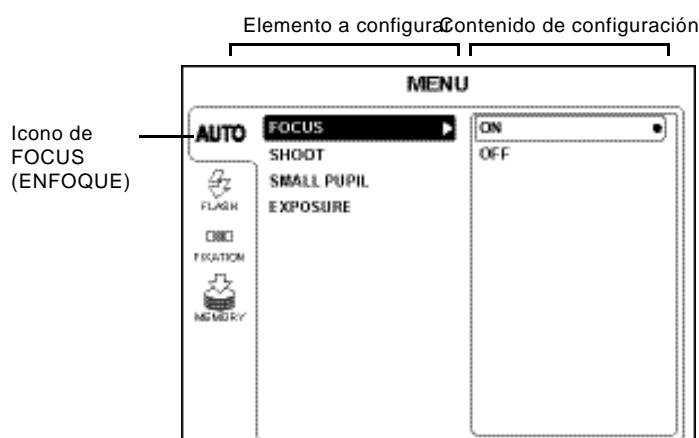 Elemento a configurar
Contenido de configuración
MENU
Icono de
FOCUS
(ENFOQUE)
AUTO
FLASH
FIXATION
MEMORY
FOCUS
SHOOT
SMALL PUPIL
EXPOSURE
ON
OFF